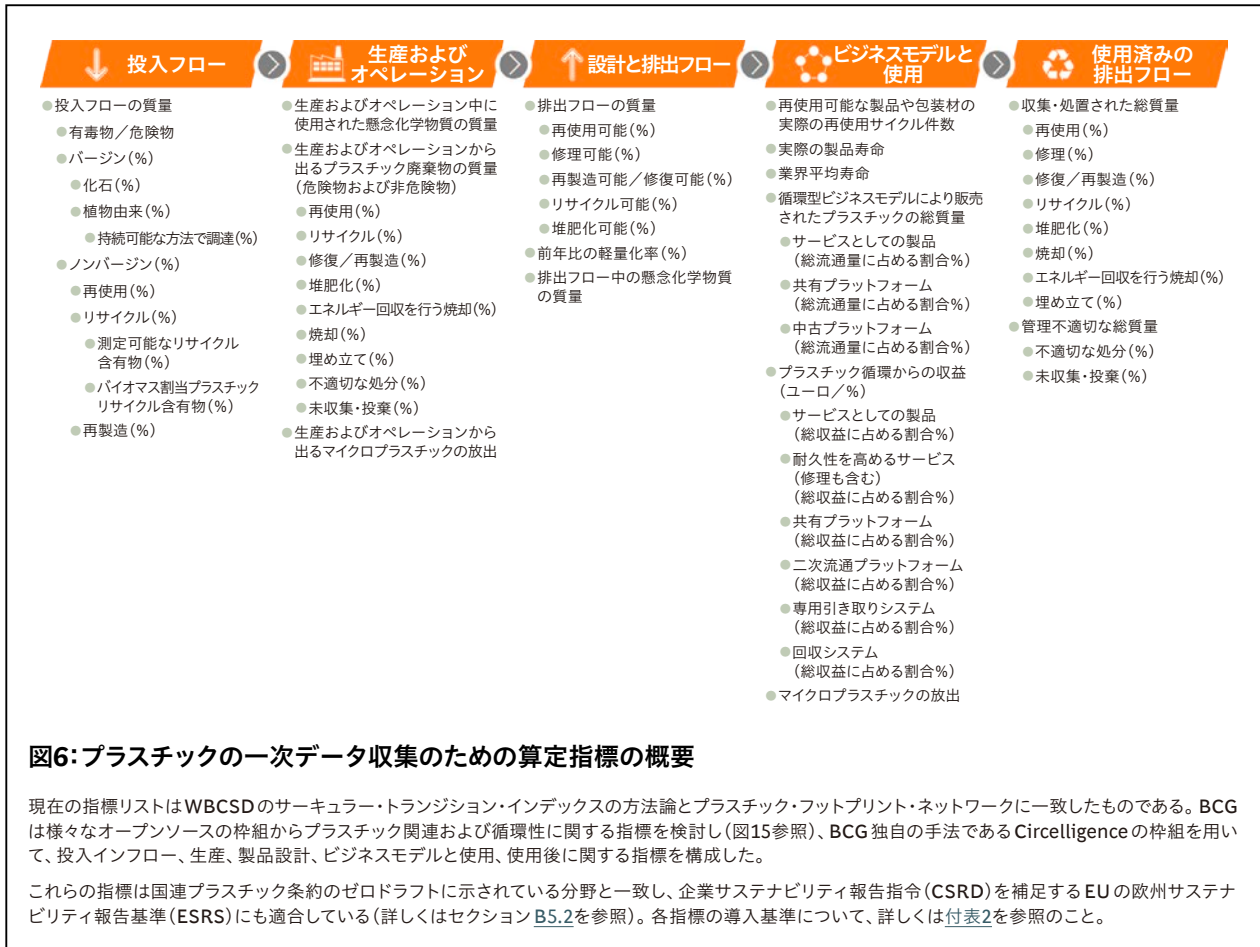 投入フロー
●投入フローの質量
●有毒物／危険物
●バージン(%)
●化石(%)
●植物由来(%)
●持続可能な方法で調達(%)
●ノンバージン(%)
●再使用(%)
●リサイクル(%)
●測定可能なリサイクル
含有物(%)
●バイオマス割当プラスチック
リサイクル含有物(%)
●再製造(%)
生産および
オペレーション
●生産およびオペレーション中に
使用された懸念化学物質の質量
●生産およびオペレーションから
出るプラスチック廃棄物の質量
(危険物および非危険物)
●再使用(%)
●リサイクル(%)
●修復／再製造(%)
●堆肥化(%)
●エネルギー回収を行う焼却(%)
●焼却(%)
●埋め立て(%)
●不適切な処分(%)
●未収集・投棄(%)
●生産およびオペレーションから
出るマイクロプラスチックの放出
設計と排出フロー
●排出フローの質量
●再使用可能(%)
●修理可能(%)
●再製造可能／修復可能(%)
●リサイクル可能(%)
●堆肥化可能(%)
●前年比の軽量化率(%)
●排出フロー中の懸念化学物質
の質量
ビジネスモデルと
使用
●再使用可能な製品や包装材の
実際の再使用サイクル件数
●実際の製品寿命
●業界平均寿命
●循環型ビジネスモデルにより販売
されたプラスチックの総質量
●サービスとしての製品
(総流通量に占める割合%)
●共有プラットフォーム
(総流通量に占める割合%)
●中古プラットフォーム
(総流通量に占める割合%)
●プラスチック循環からの収益
(ユーロ／%)
●サービスとしての製品
(総収益に占める割合%)
●耐久性を高めるサービス
(修理も含む)
(総収益に占める割合%)
●共有プラットフォーム
(総収益に占める割合%)
●二次流通プラットフォーム
(総収益に占める割合%)
●専用引き取りシステム
(総収益に占める割合%)
●回収システム
(総収益に占める割合%)
●マイクロプラスチックの放出
使用済みの
排出フロー
●収集・処置された総質量
●再使用(%)
●修理(%)
●修復／再製造(%)
●リサイクル(%)
●堆肥化(%)
●焼却(%)
●エネルギー回収を行う焼却(%)
●埋め立て(%)
●管理不適切な総質量
●不適切な処分(%)
●未収集・投棄(%)
図6:プラスチックの一次データ収集のための算定指標の概要
現在の指標リストはWBCSDのサーキュラー・トランジション・インデックスの方法論とプラスチック・フットプリント・ネットワークに一致したものである。BCG
は様々なオープンソースの枠組からプラスチック関連および循環性に関する指標を検討し(図15参照)、BCG独自の手法であるCircelligenceの枠組を用い
て、投入インフロー、生産、製品設計、ビジネスモデルと使用、使用後に関する指標を構成した。
これらの指標は国連プラスチック条約のゼロドラフトに示されている分野と一致し、企業サステナビリティ報告指令(CSRD)を補足するEUの欧州サステナ
ビリティ報告基準(ESRS)にも適合している(詳しくはセクションB5.2を参照)。各指標の導入基準について、詳しくは付表2を参照のこと。